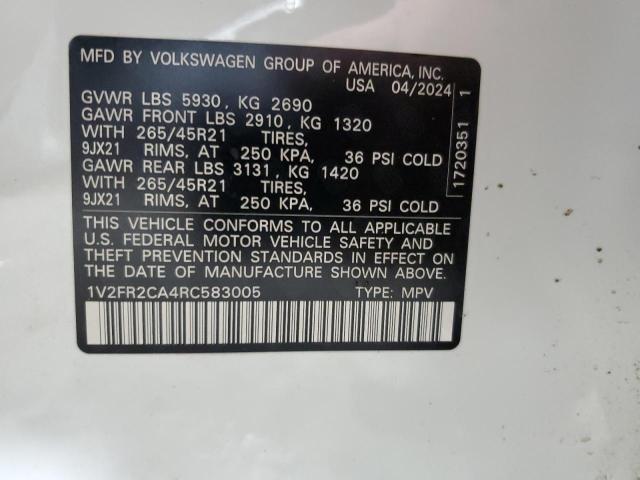 MFD BY VOLKSWAGEN GROUP OF AMERICA, INC.
USA 04/2024
GVWR LBS 5930, KG 2690
GAWR FRONT LBS 2910, KG 1320
WITH 265/45R21 TIRES,
9JX21 RIMS, AT 250 KPA, 36 PSI COLD
GAWR REAR LBS 3131, KG 1420
WITH 265/45R21 TIRES,
9JX21 RIMS, AT 250 KPA, 36 PSI COLD
1720351 1
THIS VEHICLE CONFORMS TO ALL APPLICABLE
U.S. FEDERAL MOTOR VEHICLE SAFETY AND
THEFT PREVENTION STANDARDS IN EFFECT ON
THE DATE OF MANUFACTURE SHOWN ABOVE.
1V2FR2CA4RC583005 TYPE: MPV